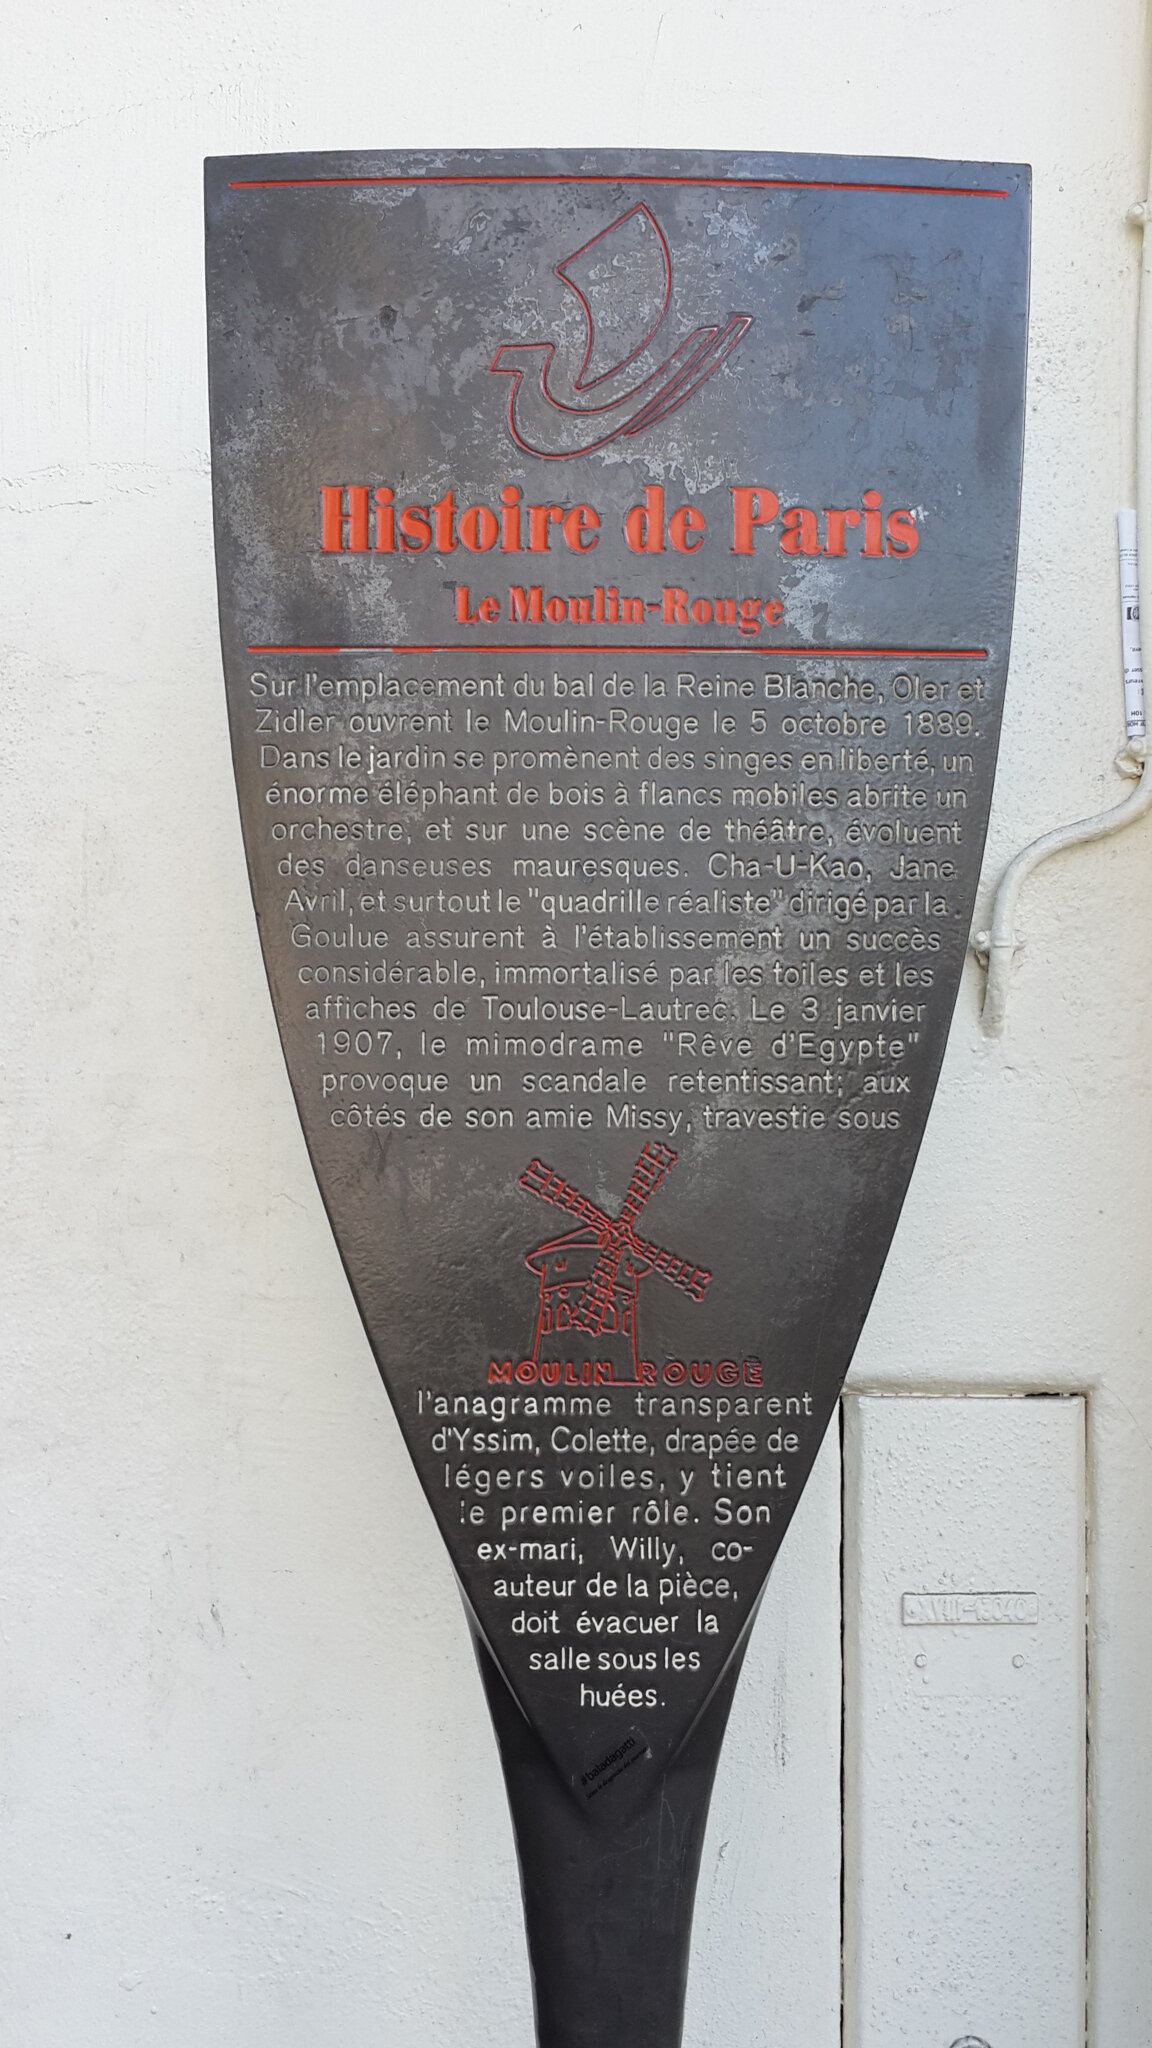 Histoire de Paris
Le Moulin-Rouge
Sur l'emplacement du bal de la Reine Blanche, Oler et
Zidler ouvrent le Moulin-Rouge le 5 octobre 1889.
Dans le jardin se promènent des singes en liberté, un
énorme éléphant de bois à flancs mobiles abrite un
orchestre, et sur une scène de théâtre, évoluent
des danseuses mauresques. Cha-U-Kao, Jane
Avril, et surtout le "quadrille réaliste" dirigé par la
Goulue assurent à l'établissement un succès
considérable, immortalisé par les toiles et les
affiches de Toulouse-Lautrec. Le 3 janvier
1907, le mimodrame "Rêve d'Egypte"
provoque un scandale retentissant; aux
côtés de son amie Missy, travestie sous
MOULIN ROUGE
l'anagramme transparent
d'Yssim, Colette, drapée de
légers voiles, y tient
le premier rôle. Son
ex-mari, Willy, co-
auteur de la pièce,
doit évacuer la
salle sous les
huées.
#baladagatti